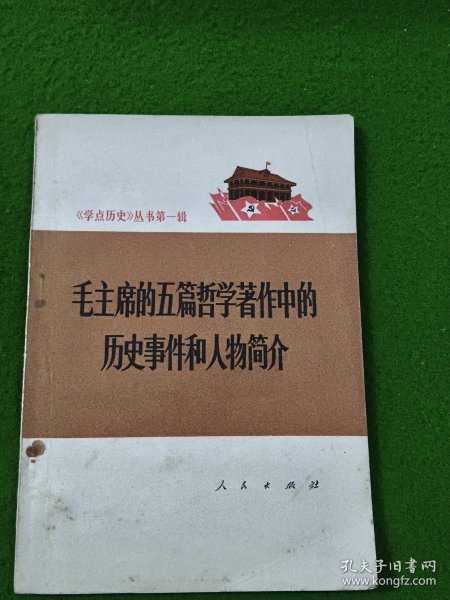 《学点历史》丛书第一辑
毛主席的五篇哲学著作中的
历史事件和人物简介
人民出版社
孔夫子旧书网
www.kongfz.com